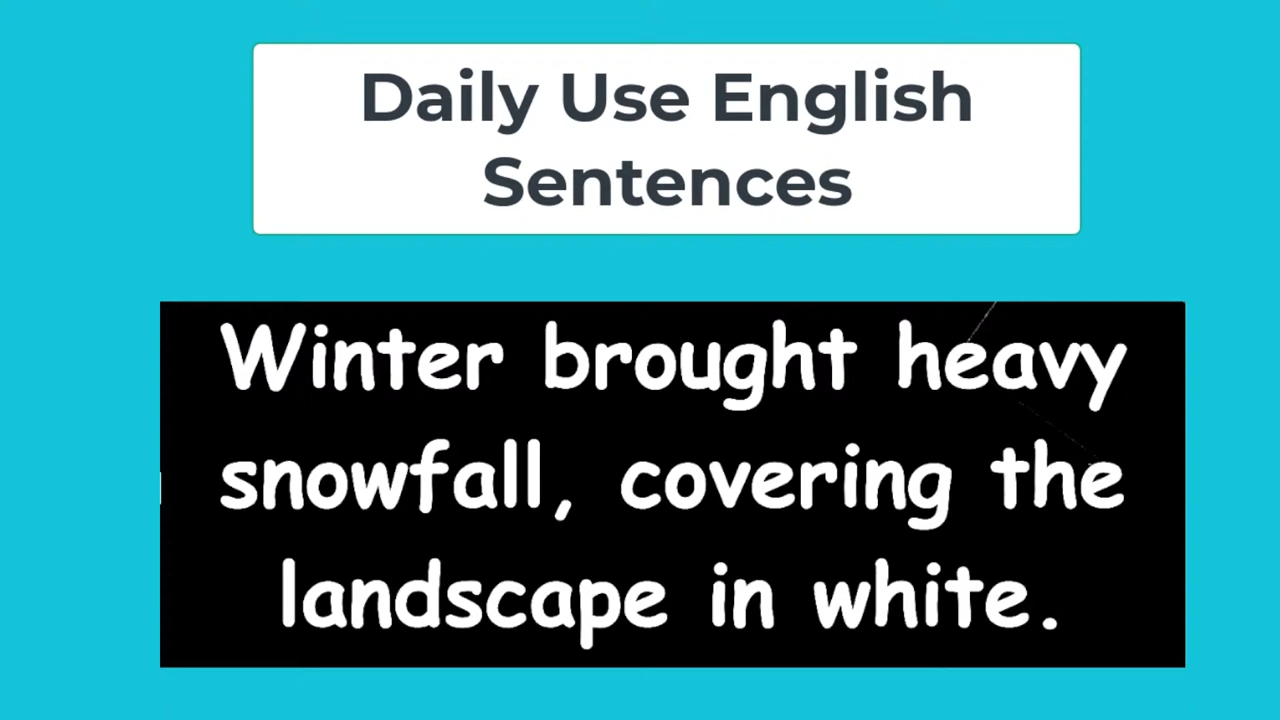 Daily Use English
Sentences
Winter brought heavy
snowfall, covering the
landscape in white.